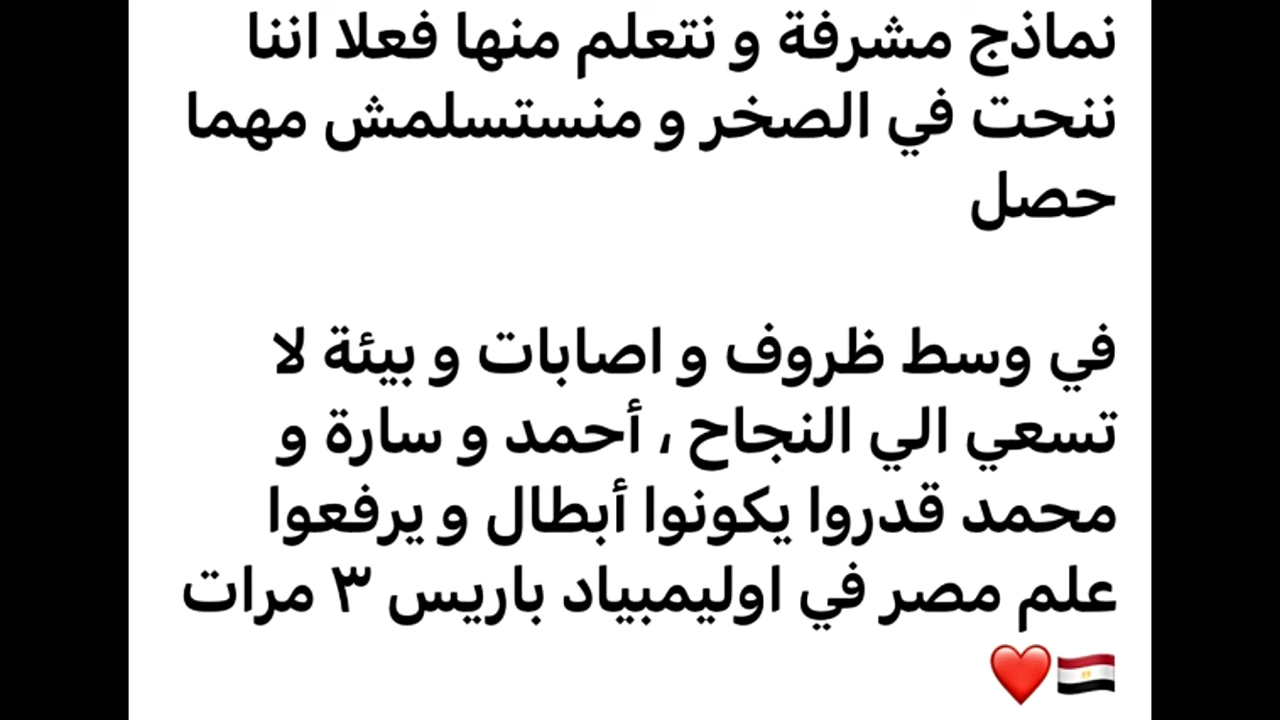 نماذج مشرفة و نتعلم منها فعلا اننا
ننحت في الصخر و منستسلمش مهما
حصل
في وسط ظروف و اصابات و بيئة لا
تسعي الي النجاح ، أحمد و سارة و
محمد قدروا يكونوا أبطال و يرفعوا
علم مصر في اوليمبياد باريس ٣ مرات
🇪🇬❤️